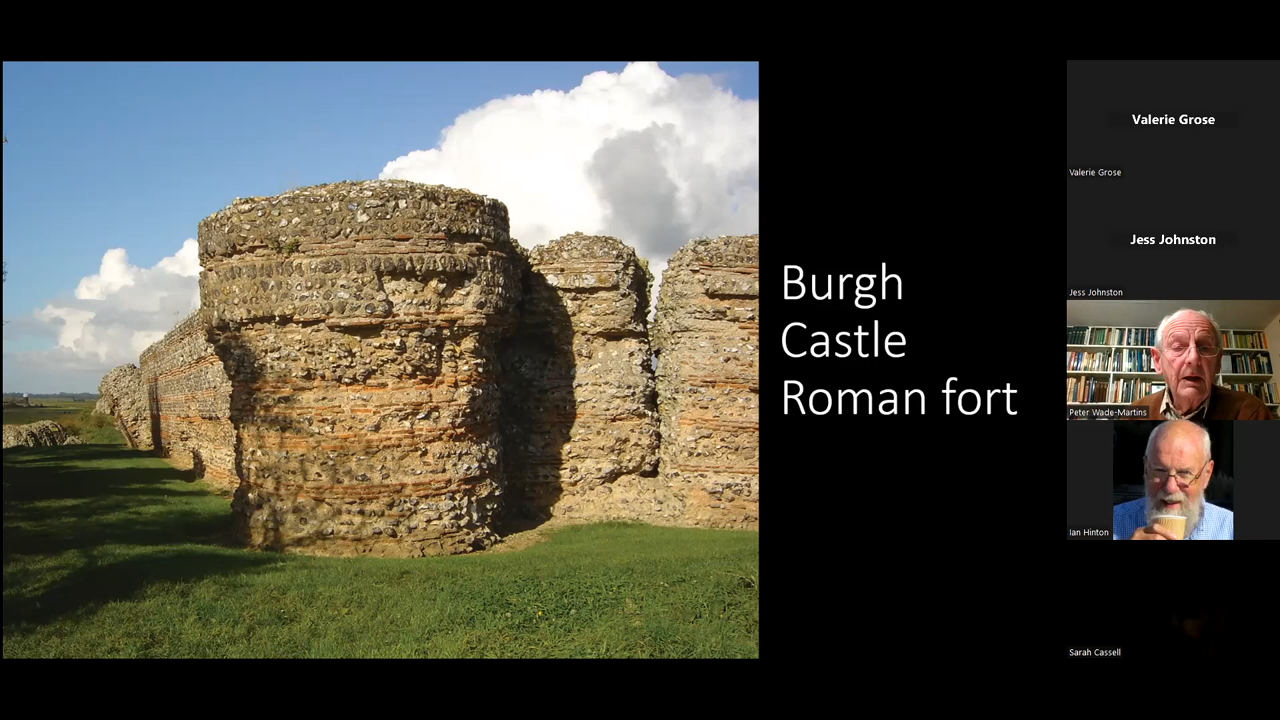 Burgh
Castle
Roman fort
Valerie Grose
Valerie Grose
Jess Johnston
Jess Johnston
Peter Wade-Martins
Ian Hinton
Sarah Cassell